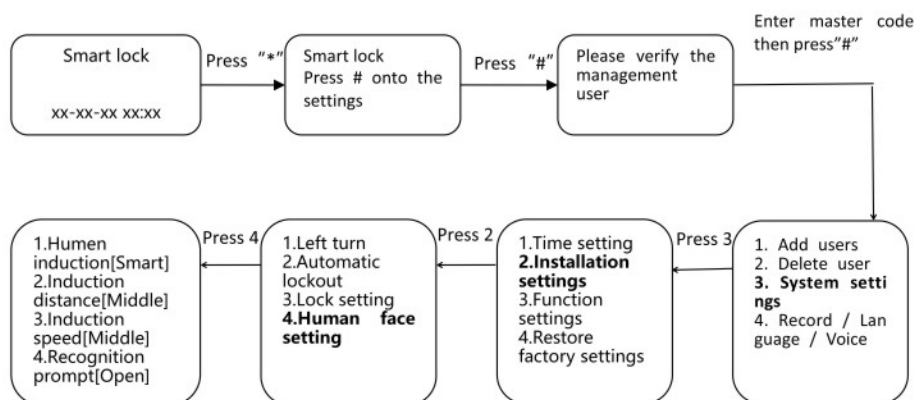 Smart lock
xx-xx-xx xx:xx
Press "*"
Smart lock
Press # onto the
settings
Press "#"
Please verify the
management
user
Enter master code
then press"#"
1. Add users
2. Delete user
3. System setti
ngs
4. Record / Lan
guage / Voice
Press 3
1.Time setting
2.Installation
settings
3.Function
settings
4.Restore
factory settings
Press 2
1.Left turn
2.Automatic
lockout
3.Lock setting
4.Human face
setting
Press 4
1.Humen
induction[Smart]
2.Induction
distance[Middle]
3.Induction
speed[Middle]
4.Recognition
prompt[Open]